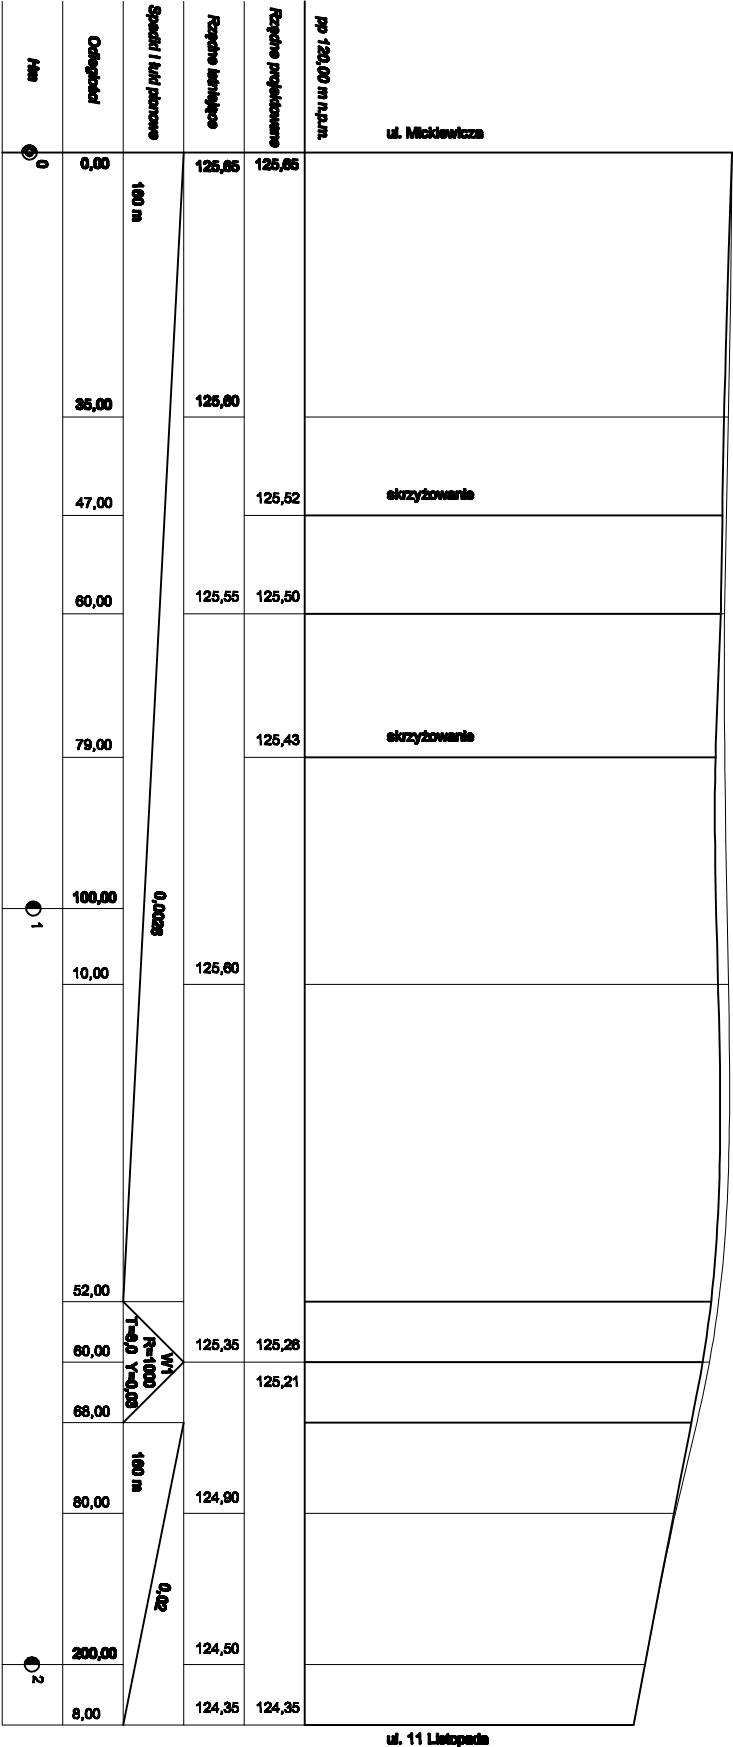 pp 120,00 m n.p.m.
ul. Mickiewicza
skrzyżowanie
skrzyżowanie
ul. 11 Listopada
Rzędne projektowane
125,65
125,52
125,50
125,43
125,26
125,21
124,35
Rzędne istniejące
125,65
125,60
125,55
125,60
125,35
124,90
124,50
124,35
Spadki i łuki pionowe
160 m
0,0026
W1
R=1000
T=8,0 Y=0,03
160 m
0,02
Odległości
0,00
35,00
47,00
60,00
79,00
100,00
10,00
52,00
60,00
68,00
80,00
200,00
8,00
Hm
0
1
2